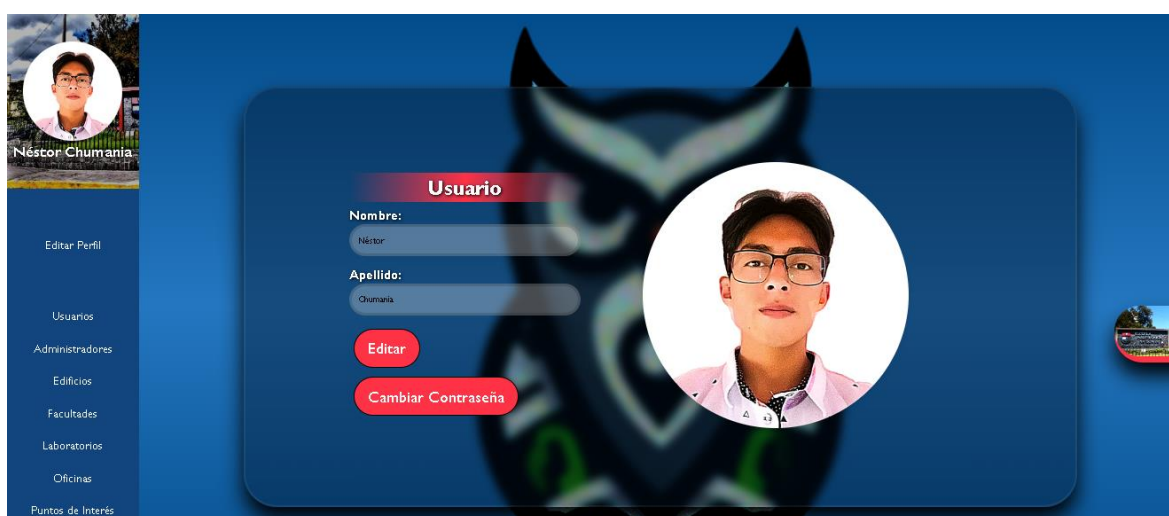 Néstor Chumania
Editar Perfil
Usuarios
Administradores
Edificios
Facultades
Laboratorios
Oficinas
Puntos de Interés
Usuario
Nombre:
Néstor
Apellido:
Chumania
Editar
Cambiar Contraseña